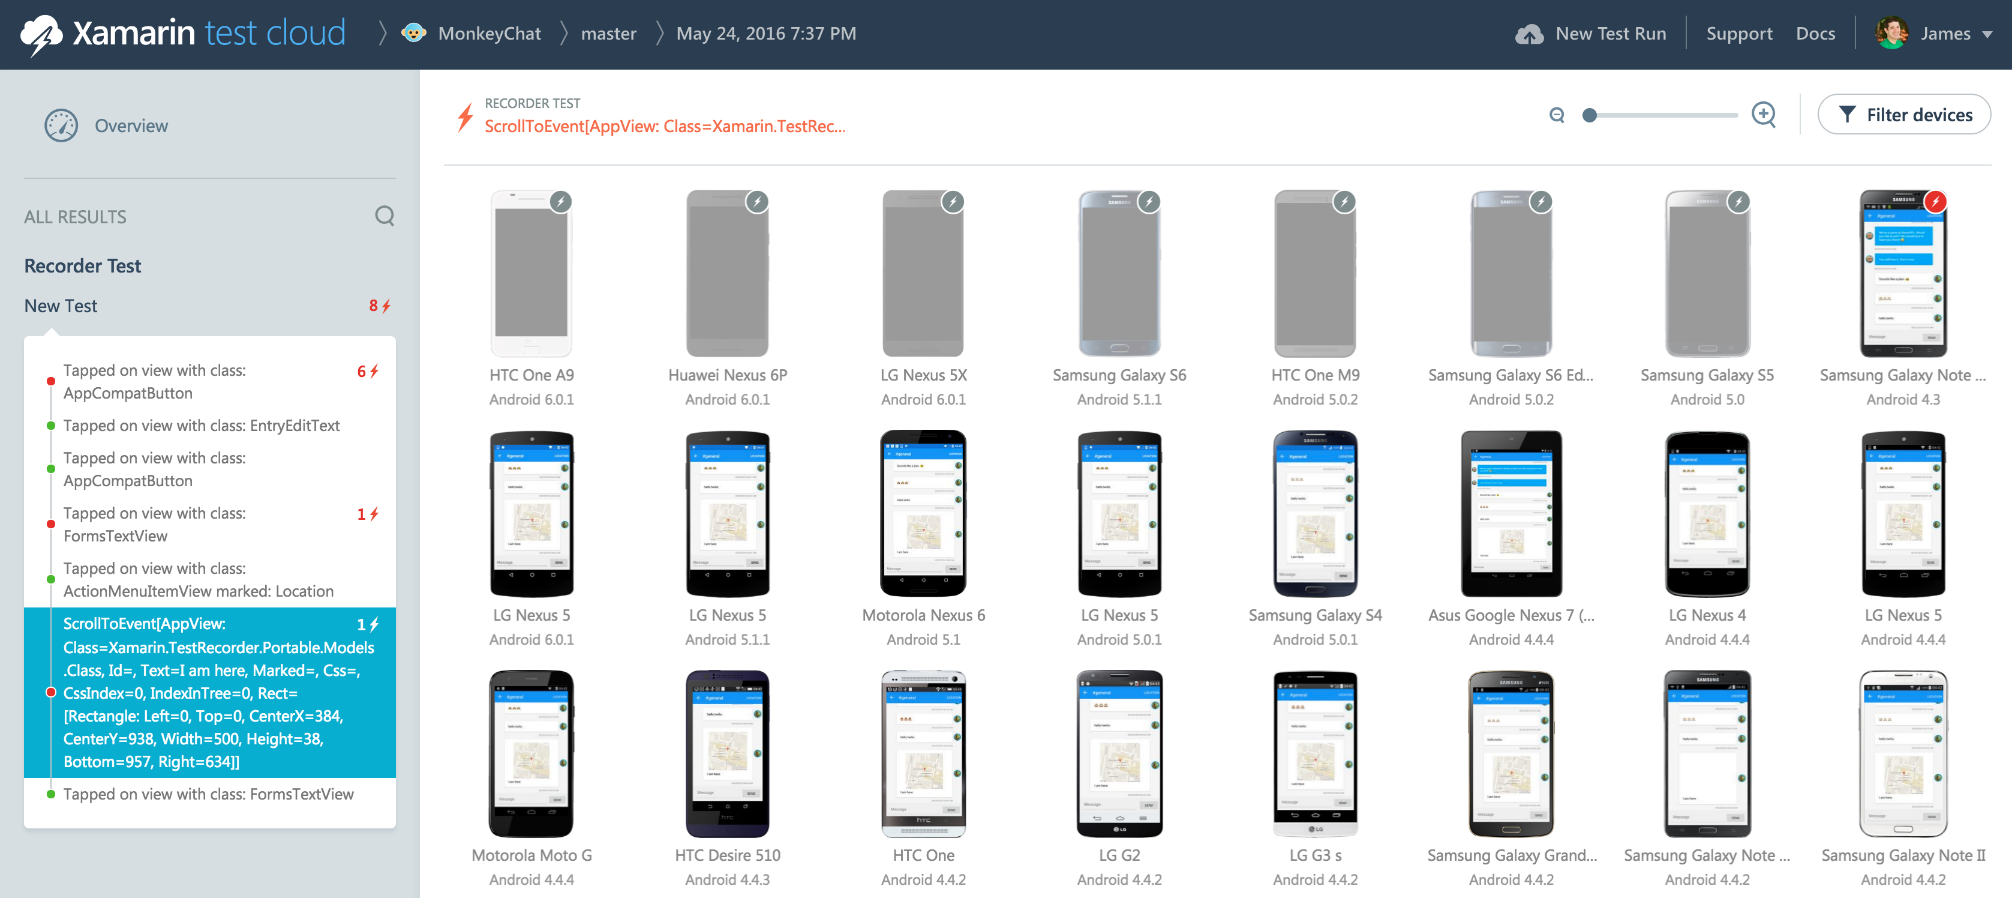 Xamarin test cloud
MonkeyChat
master
May 24, 2016 7:37 PM
New Test Run
Support
Docs
James
Overview
ALL RESULTS
Recorder Test
New Test
8
Tapped on view with class:
AppCompatButton
6
Tapped on view with class: EntryEditText
Tapped on view with class:
AppCompatButton
Tapped on view with class:
FormsTextView
1
Tapped on view with class:
ActionMenuItemView marked: Location
ScrollToEvent[AppView:
1
Class=Xamarin.TestRecorder.Portable.Models
.Class, Id=, Text=I am here, Marked=, Css=,
CssIndex=0, IndexInTree=0, Rect=
[Rectangle: Left=0, Top=0, CenterX=384,
CenterY=938, Width=500, Height=38,
Bottom=957, Right=634]]
Tapped on view with class: FormsTextView
RECORDER TEST
ScrollToEvent[AppView: Class=Xamarin.TestRec...
Filter devices
HTC One A9
Android 6.0.1
Huawei Nexus 6P
Android 6.0.1
LG Nexus 5X
Android 6.0.1
Samsung Galaxy S6
Android 5.1.1
HTC One M9
Android 5.0.2
Samsung Galaxy S6 Ed...
Android 5.0.2
Samsung Galaxy S5
Android 5.0
Samsung Galaxy Note ...
Android 4.3
LG Nexus 5
Android 6.0.1
LG Nexus 5
Android 5.1.1
Motorola Nexus 6
Android 5.1
LG Nexus 5
Android 5.0.1
Samsung Galaxy S4
Android 5.0.1
Asus Google Nexus 7 (...
Android 4.4.4
LG Nexus 4
Android 4.4.4
LG Nexus 5
Android 4.4.4
Motorola Moto G
Android 4.4.4
HTC Desire 510
Android 4.4.3
HTC One
Android 4.4.2
LG G2
Android 4.4.2
LG G3 s
Android 4.4.2
Samsung Galaxy Grand...
Android 4.4.2
Samsung Galaxy Note ...
Android 4.4.2
Samsung Galaxy Note II
Android 4.4.2